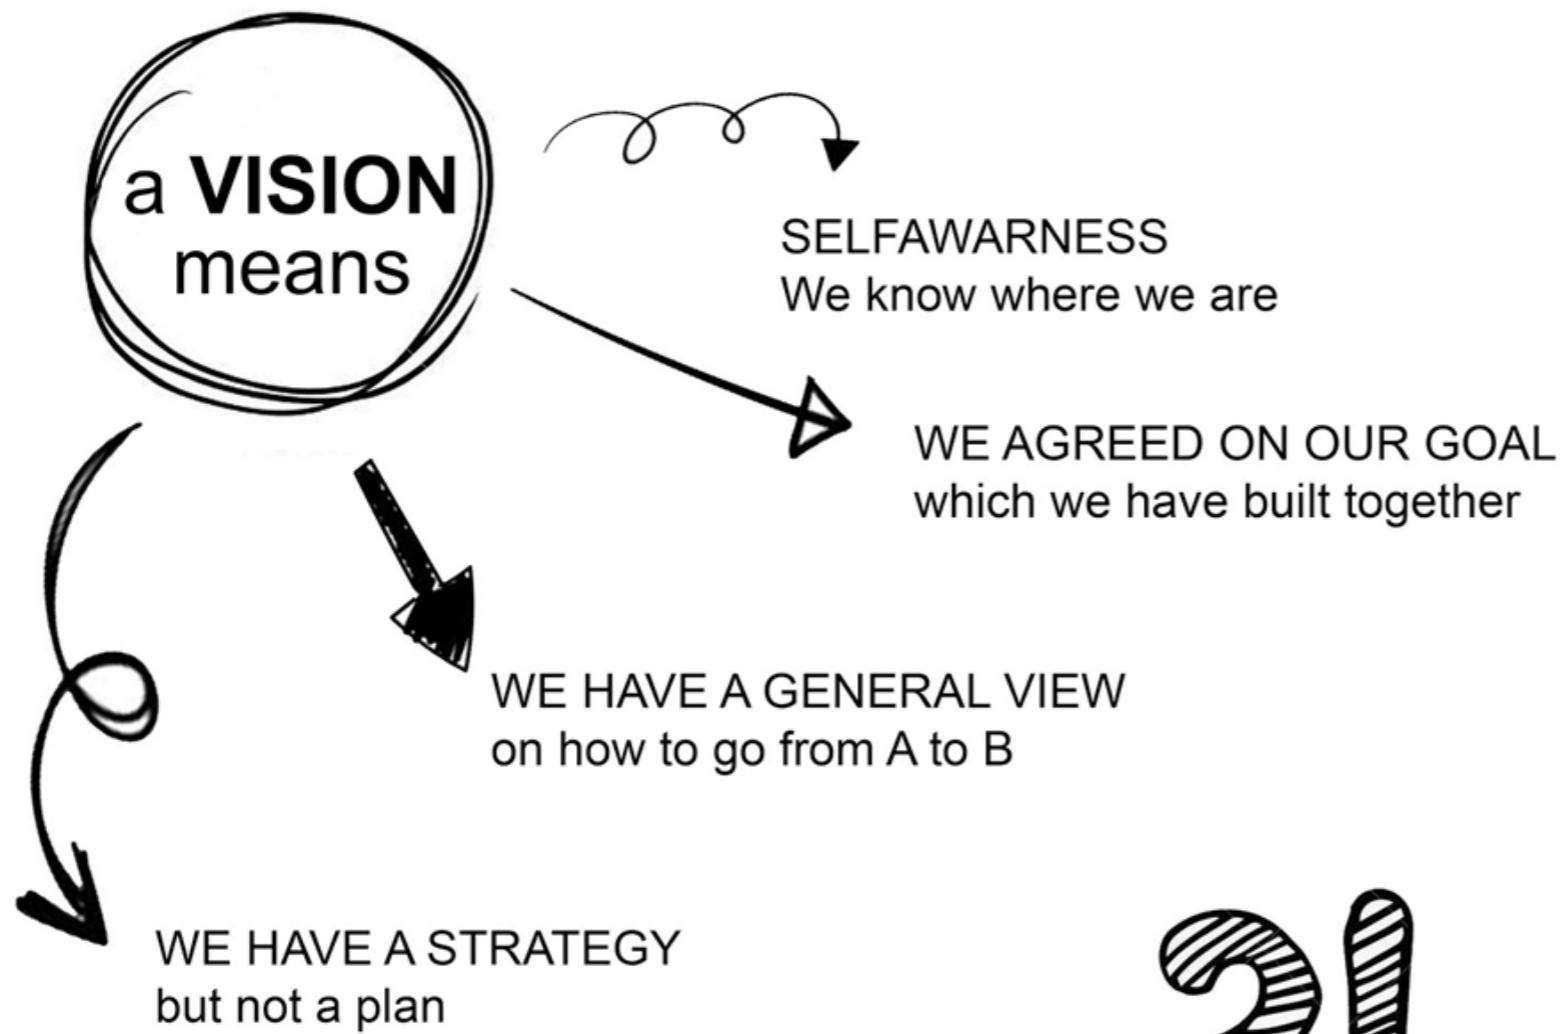 a VISION
means
SELFAWARNESS
We know where we are
WE AGREED ON OUR GOAL
which we have built together
WE HAVE A GENERAL VIEW
on how to go from A to B
WE HAVE A STRATEGY
but not a plan
?!